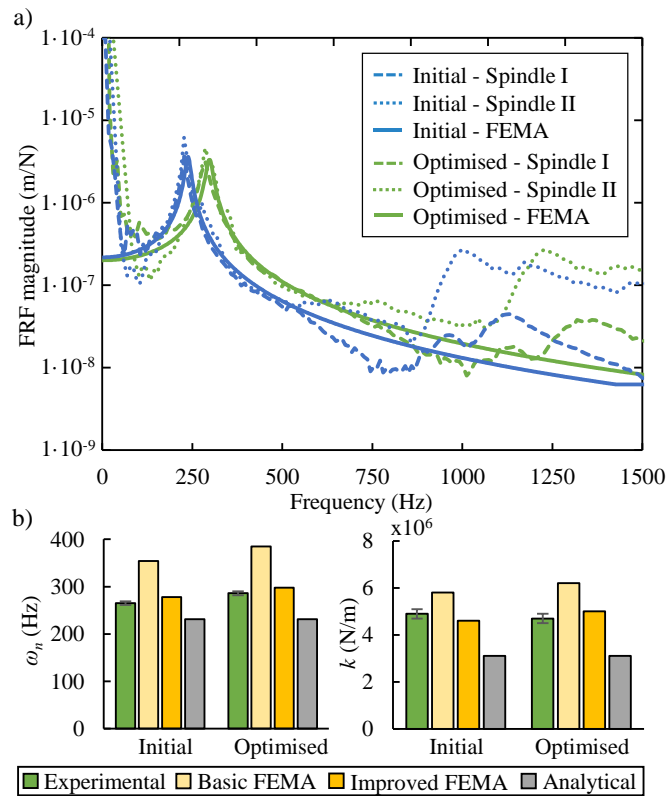 a)
1·10-4
1·10-5
1·10-6
1·10-7
1·10-8
1·10-9
FRF magnitude (m/N)
Initial - Spindle I
Initial - Spindle II
Initial - FEMA
Optimised - Spindle I
Optimised - Spindle II
Optimised - FEMA
0 250 500 750 1000 1250 1500
Frequency (Hz)
b)
400
300
200
100
0
ωn (Hz)
Initial Optimised
x10⁶
8
6
4
2
0
k (N/m)
Initial Optimised
Experimental Basic FEMA Improved FEMA Analytical